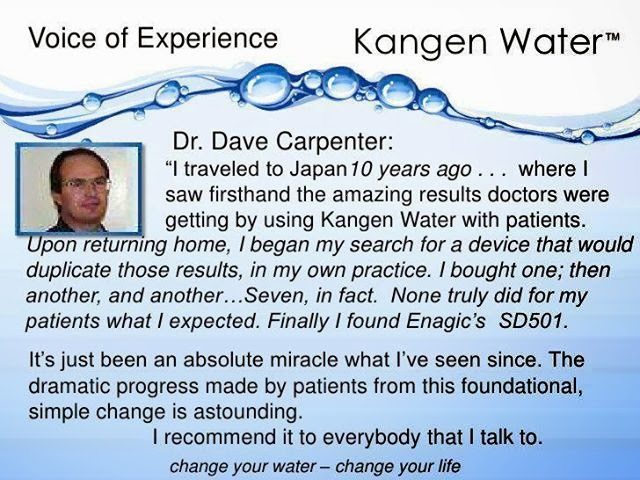 Voice of Experience
Kangen Water™
Dr. Dave Carpenter:
“I traveled to Japan10 years ago . . .  where I
saw firsthand the amazing results doctors were
getting by using Kangen Water with patients.
Upon returning home, I began my search for a device that would
duplicate those results, in my own practice. I bought one; then
another, and another…Seven, in fact.  None truly did for my
patients what I expected. Finally I found Enagic’s  SD501.
It’s just been an absolute miracle what I’ve seen since. The
dramatic progress made by patients from this foundational,
simple change is astounding.
I recommend it to everybody that I talk to.
change your water – change your life